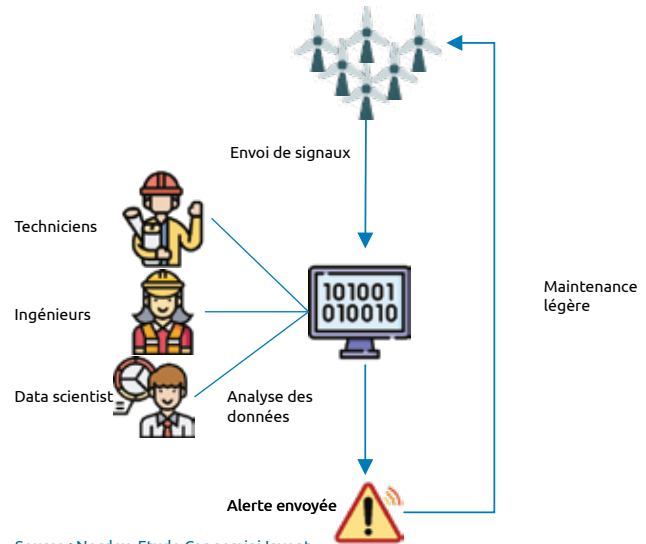 Envoi de signaux
Techniciens
101001
010010
Maintenance
légère
Ingénieurs
Data scientist
Analyse des
données
Alerte envoyée